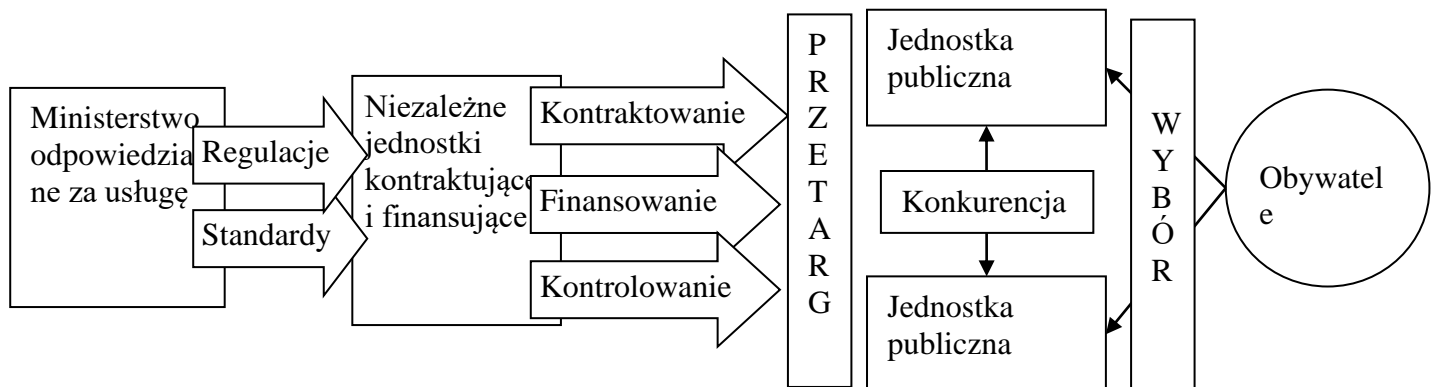 Ministerstwo
odpowiedzia
ne za usługę
Regulacje
Standardy
Niezależne
jednostki
kontraktujące
i finansujące
Kontraktowanie
Finansowanie
Kontrolowanie
P
R
Z
E
T
A
R
G
Jednostka
publiczna
Konkurencja
Jednostka
publiczna
W
Y
B
Ó
R
Obywatel
e